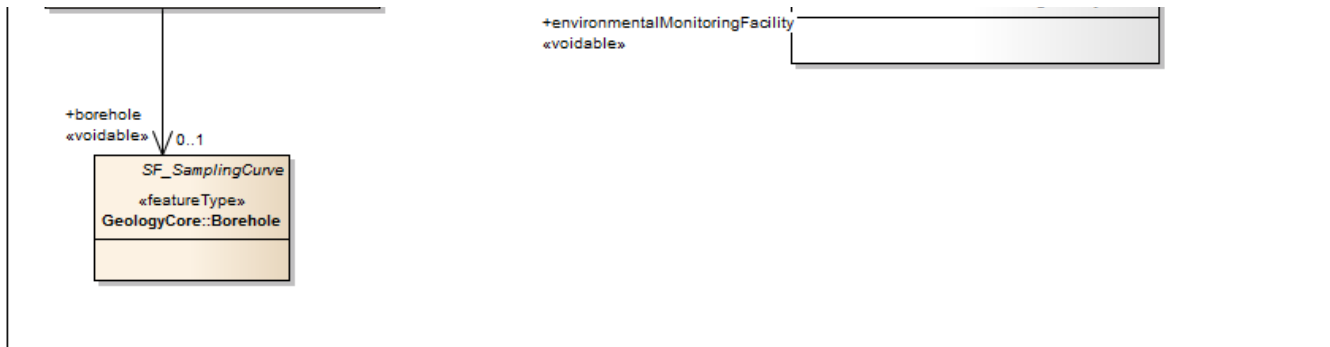 +environmentalMonitoringFacility
«voidable»
+borehole
«voidable»
0..1
SF_SamplingCurve
«featureType»
GeologyCore::Borehole